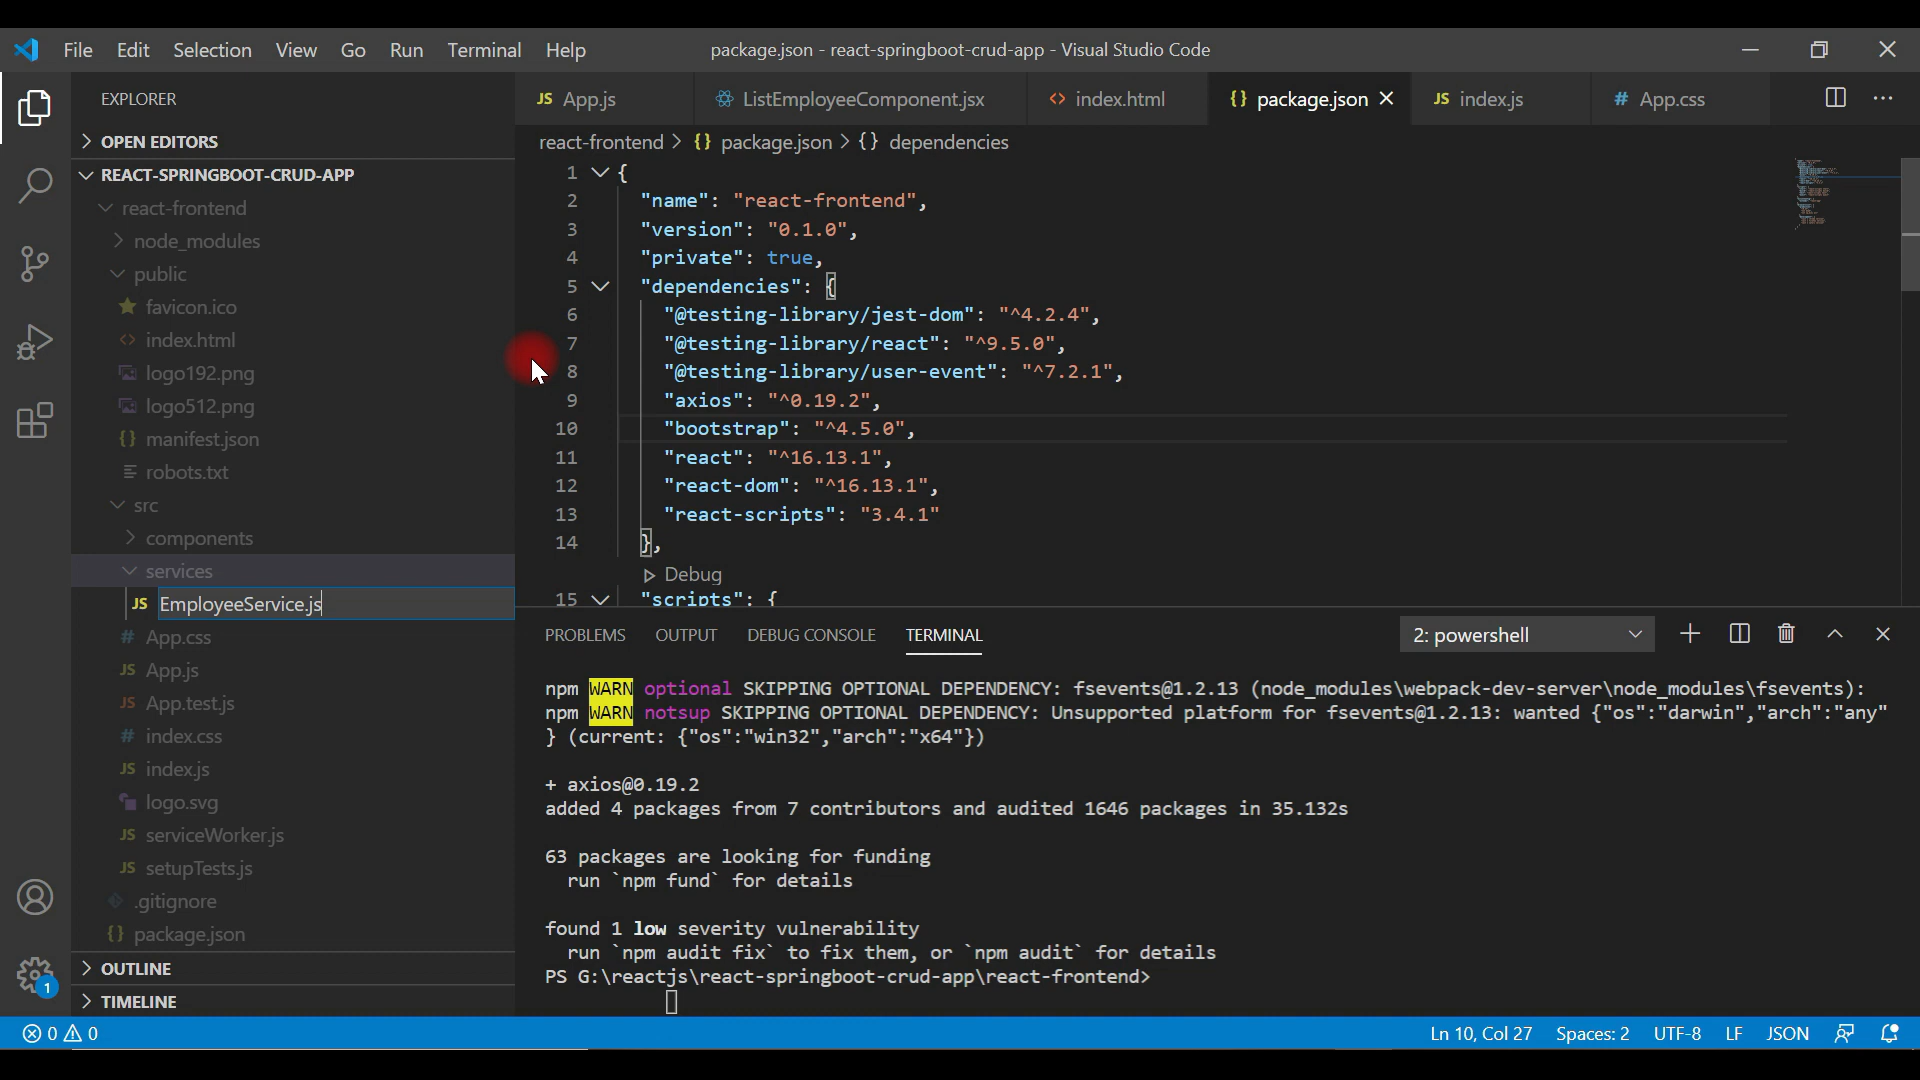 File Edit Selection View Go Run Terminal Help
package.json - react-springboot-crud-app - Visual Studio Code
EXPLORER
OPEN EDITORS
REACT-SPRINGBOOT-CRUD-APP
react-frontend
node_modules
public
favicon.ico
<> index.html
logo192.png
logo512.png
{} manifest.json
robots.txt
src
components
services
JS EmployeeService.js
# App.css
JS App.js
JS App.test.js
# index.css
JS index.js
logo.svg
JS serviceWorker.js
JS setupTests.js
.gitignore
{} package.json
OUTLINE
TIMELINE
1
JS App.js
ListEmployeeComponent.jsx
<> index.html
{} package.json
JS index.js
# App.css
react-frontend > {} package.json > {} dependencies
1 {
2 "name": "react-frontend",
3 "version": "0.1.0",
4 "private": true,
5 "dependencies": {
6 "@testing-library/jest-dom": "^4.2.4",
7 "@testing-library/react": "^9.5.0",
8 "@testing-library/user-event": "^7.2.1",
9 "axios": "^0.19.2",
10 "bootstrap": "^4.5.0",
11 "react": "^16.13.1",
12 "react-dom": "^16.13.1",
13 "react-scripts": "3.4.1"
14 },
Debug
15 "scripts": {
PROBLEMS OUTPUT DEBUG CONSOLE TERMINAL
2: powershell
npm WARN optional SKIPPING OPTIONAL DEPENDENCY: fsevents@1.2.13 (node_modules\webpack-dev-server\node_modules\fsevents):
npm WARN notsup SKIPPING OPTIONAL DEPENDENCY: Unsupported platform for fsevents@1.2.13: wanted {"os":"darwin","arch":"any"
} (current: {"os":"win32","arch":"x64"})
+ axios@0.19.2
added 4 packages from 7 contributors and audited 1646 packages in 35.132s
63 packages are looking for funding
run `npm fund` for details
found 1 low severity vulnerability
run `npm audit fix` to fix them, or `npm audit` for details
PS G:\reactjs\react-springboot-crud-app\react-frontend>
0 0
Ln 10, Col 27
Spaces: 2
UTF-8
LF
JSON